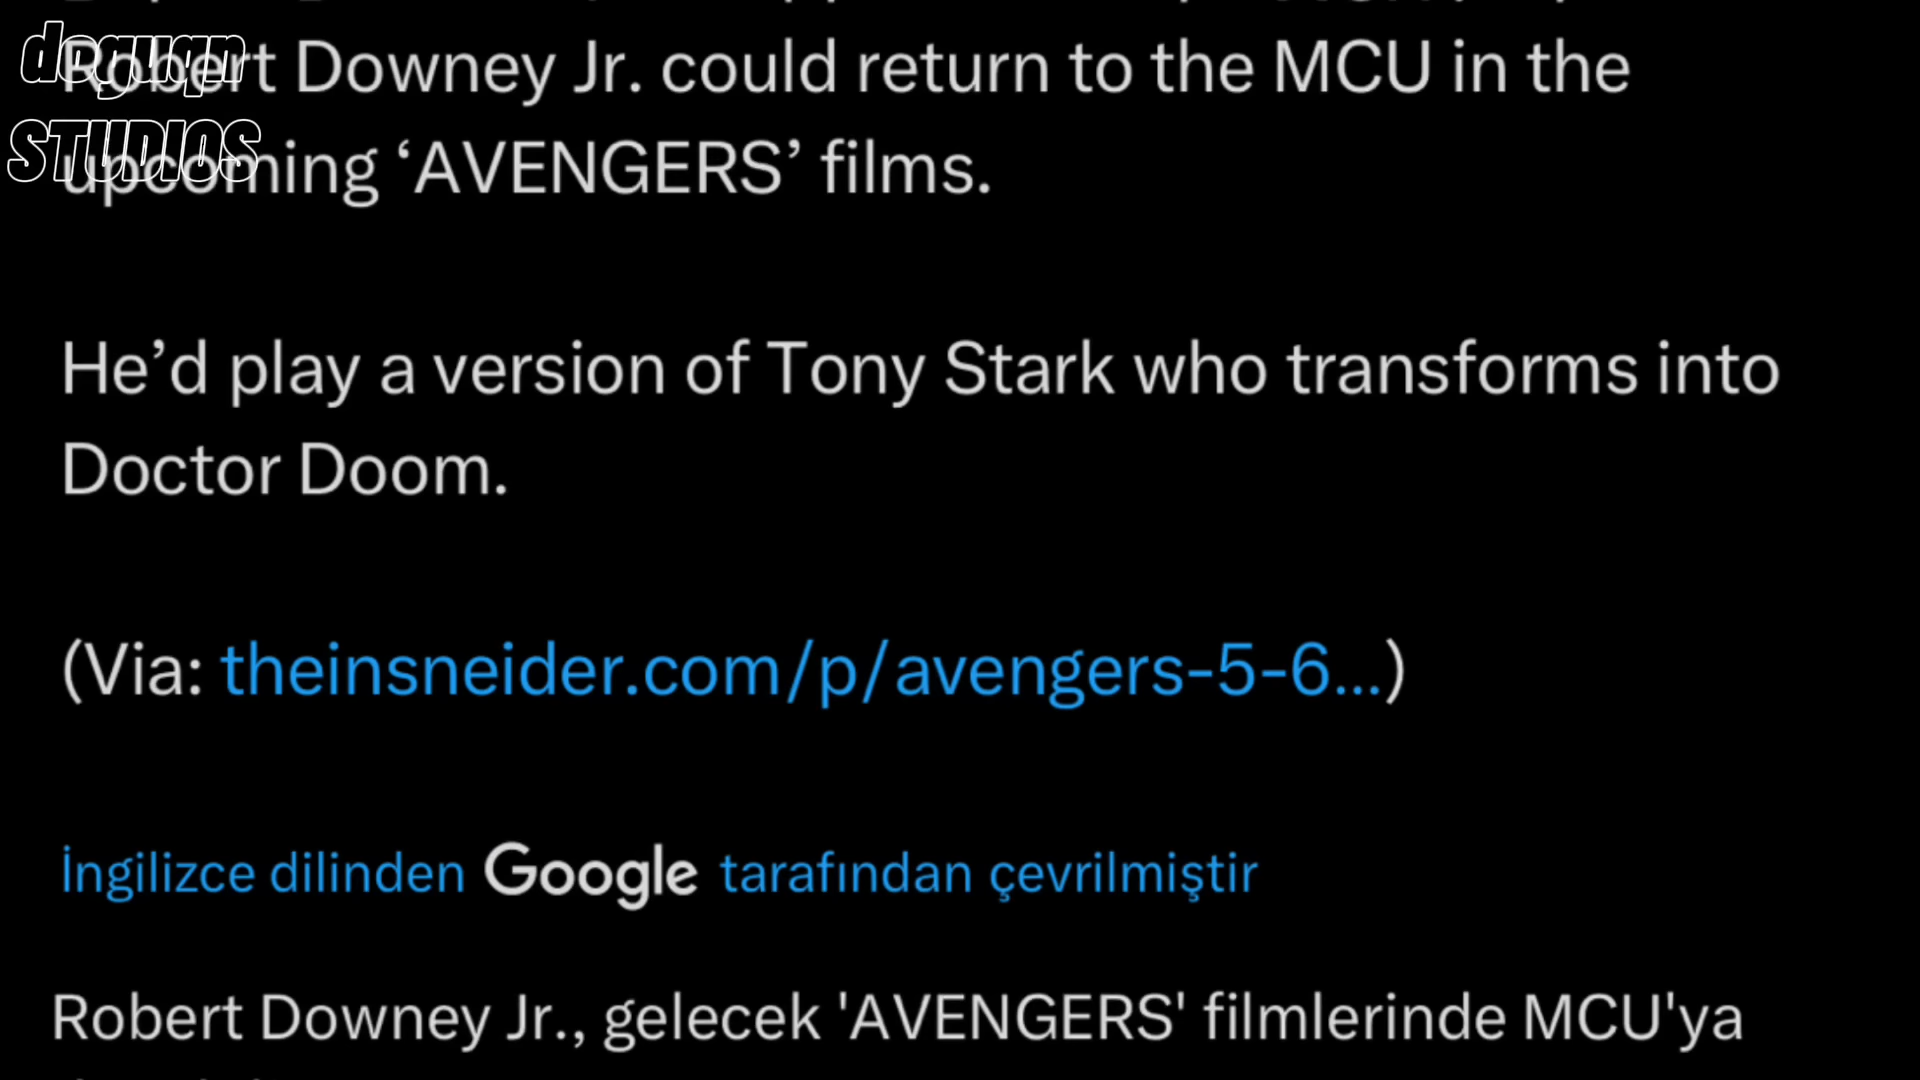 doguqn
STUDIOS
Robert Downey Jr. could return to the MCU in the
upcoming ‘AVENGERS’ films.
He’d play a version of Tony Stark who transforms into
Doctor Doom.
(Via: theinsneider.com/p/avengers-5-6...)
İngilizce dilinden Google tarafından çevrilmiştir
Robert Downey Jr., gelecek 'AVENGERS' filmlerinde MCU'ya